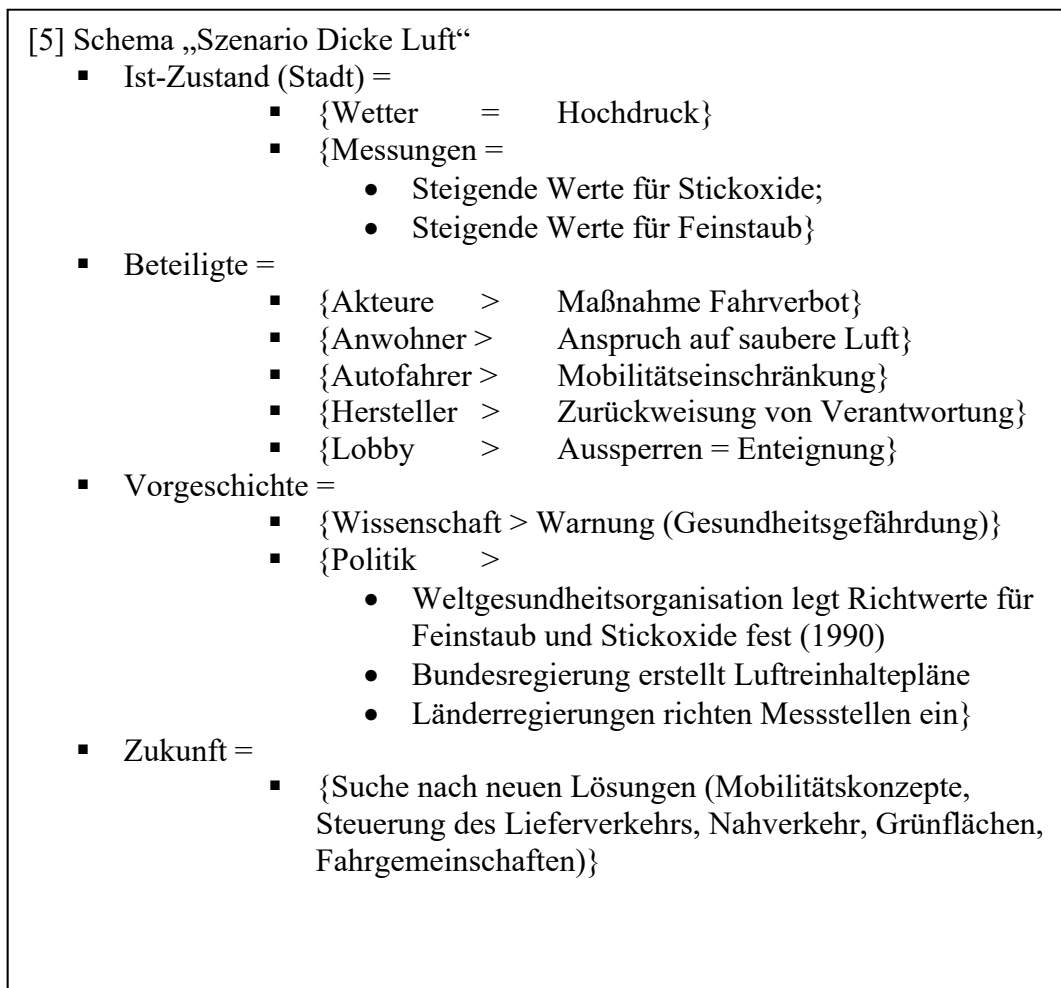 [5] Schema „Szenario Dicke Luft“
▪ Ist-Zustand (Stadt) =
▪ {Wetter = Hochdruck}
▪ {Messungen =
• Steigende Werte für Stickoxide;
• Steigende Werte für Feinstaub}
▪ Beteiligte =
▪ {Akteure > Maßnahme Fahrverbot}
▪ {Anwohner > Anspruch auf saubere Luft}
▪ {Autofahrer > Mobilitätseinschränkung}
▪ {Hersteller > Zurückweisung von Verantwortung}
▪ {Lobby > Aussperren = Enteignung}
▪ Vorgeschichte =
▪ {Wissenschaft > Warnung (Gesundheitsgefährdung)}
▪ {Politik >
• Weltgesundheitsorganisation legt Richtwerte für
Feinstaub und Stickoxide fest (1990)
• Bundesregierung erstellt Luftreinhaltepläne
• Länderregierungen richten Messstellen ein}
▪ Zukunft =
▪ {Suche nach neuen Lösungen (Mobilitätskonzepte,
Steuerung des Lieferverkehrs, Nahverkehr, Grünflächen,
Fahrgemeinschaften)}